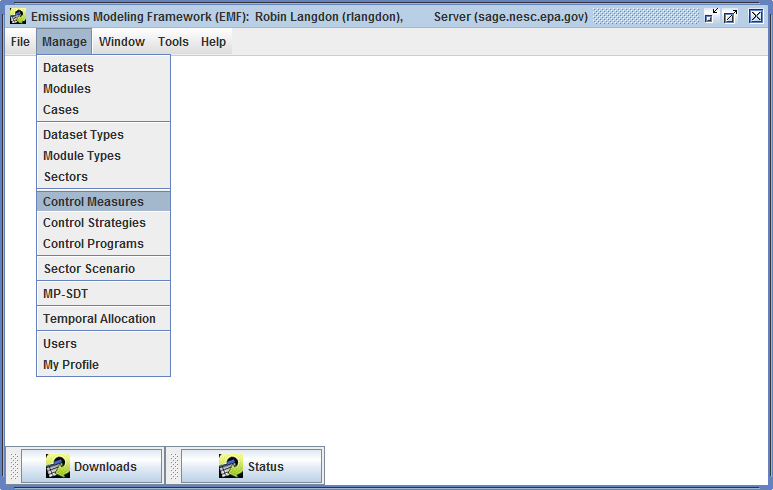 Emissions Modeling Framework (EMF): Robin Langdon (rlangdon), Server (sage.nesc.epa.gov)
File Manage Window Tools Help
Datasets
Modules
Cases
Dataset Types
Module Types
Sectors
Control Measures
Control Strategies
Control Programs
Sector Scenario
MP-SDT
Temporal Allocation
Users
My Profile
Downloads Status